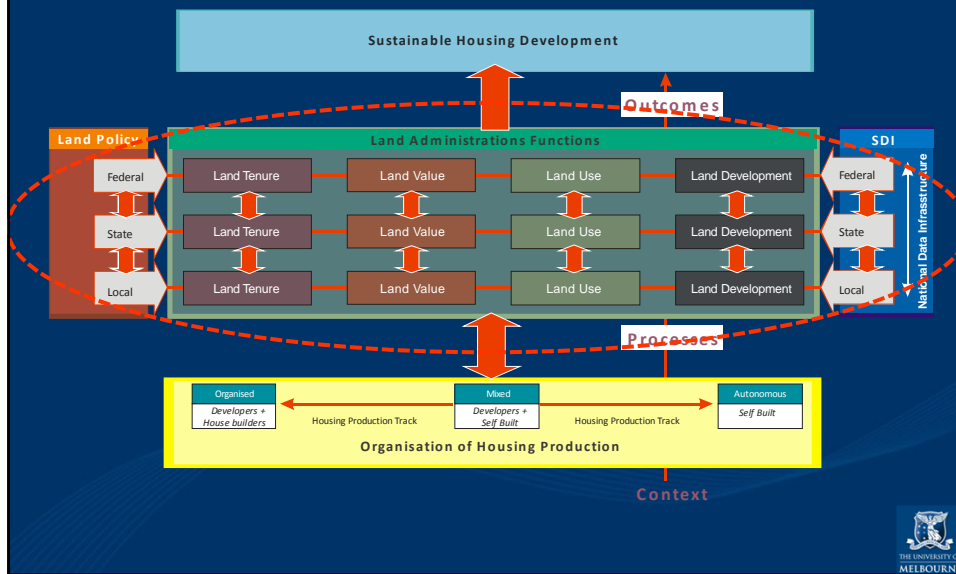 Sustainable Housing Development
Outcomes
Land Policy
Land Administrations Functions
SDI
Federal
Land Tenure
Land Value
Land Use
Land Development
Federal
State
Land Tenure
Land Value
Land Use
Land Development
State
Local
Land Tenure
Land Value
Land Use
Land Development
Local
National Data Infrasstructure
Processes
Organised
Developers +
House builders
Housing Production Track
Mixed
Developers +
Self Built
Housing Production Track
Autonomous
Self Built
Organisation of Housing Production
Context
THE UNIVERSITY O
MELBOURN